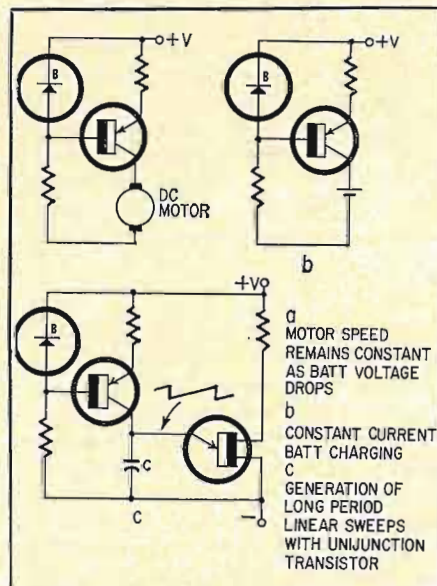 +V
B
DC
MOTOR
+V
B
b
+V
B
C
C
−
a
MOTOR SPEED
REMAINS CONSTANT
AS BATT VOLTAGE
DROPS
b
CONSTANT CURRENT
BATT CHARGING
C
GENERATION OF
LONG PERIOD
LINEAR SWEEPS
WITH UNIJUNCTION
TRANSISTOR